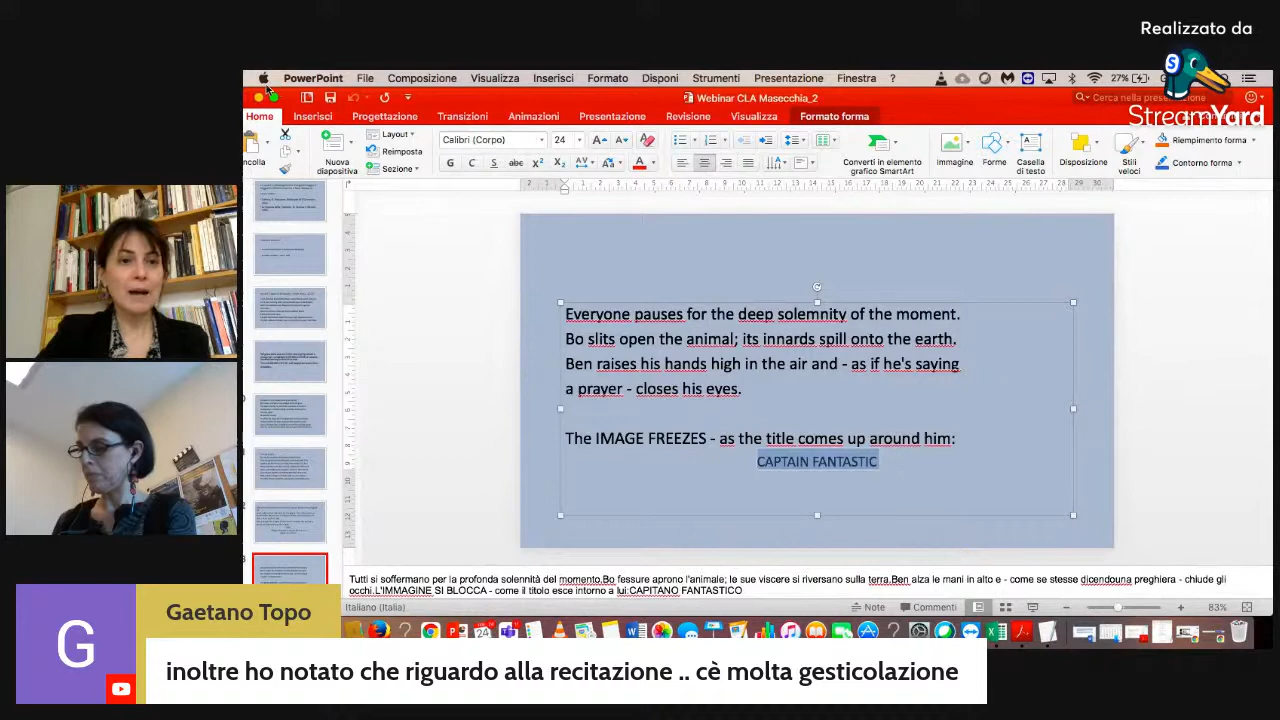 Realizzato da
StreamYard
PowerPoint File Composizione Visualizza Inserisci Formato Disponi Strumenti Presentazione Finestra 27%
Webinar CLA Masecchia_2
Cerca nella presentazione
Home Inserisci Progettazione Transizioni Animazioni Presentazione Revisione Visualizza Formato forma
Nuova diapositiva
Layout
Reimposta
Sezione
Calibri (Corpo) 24
G C S abc X² X₂ AV
Converti in elemento grafico SmartArt
Immagine
Forme
Casella di testo
Disposizione
Stili veloci
Riempimento forma
Contorno forma
Everyone pauses for the deep solemnity of the moment.
Bo slits open the animal; its innards spill onto the earth.
Ben raises his hands high in the air and - as if he's saying
a prayer - closes his eyes.
The IMAGE FREEZES - as the title comes up around him:
CAPTAIN FANTASTIC
Tutti si soffermano per la profonda solennità del momento.Bo fessure aprono l'animale; le sue viscere si riversano sulla terra.Ben alza le mani in alto e - come se stesse dicendouna preghiera - chiude gli
occhi.L'IMMAGINE SI BLOCCA - come il titolo esce intorno a lui:CAPITANO FANTASTICO
Italiano (Italia) Note Commenti 83%
G
Gaetano Topo
inoltre ho notato che riguardo alla recitazione .. cè molta gesticolazione